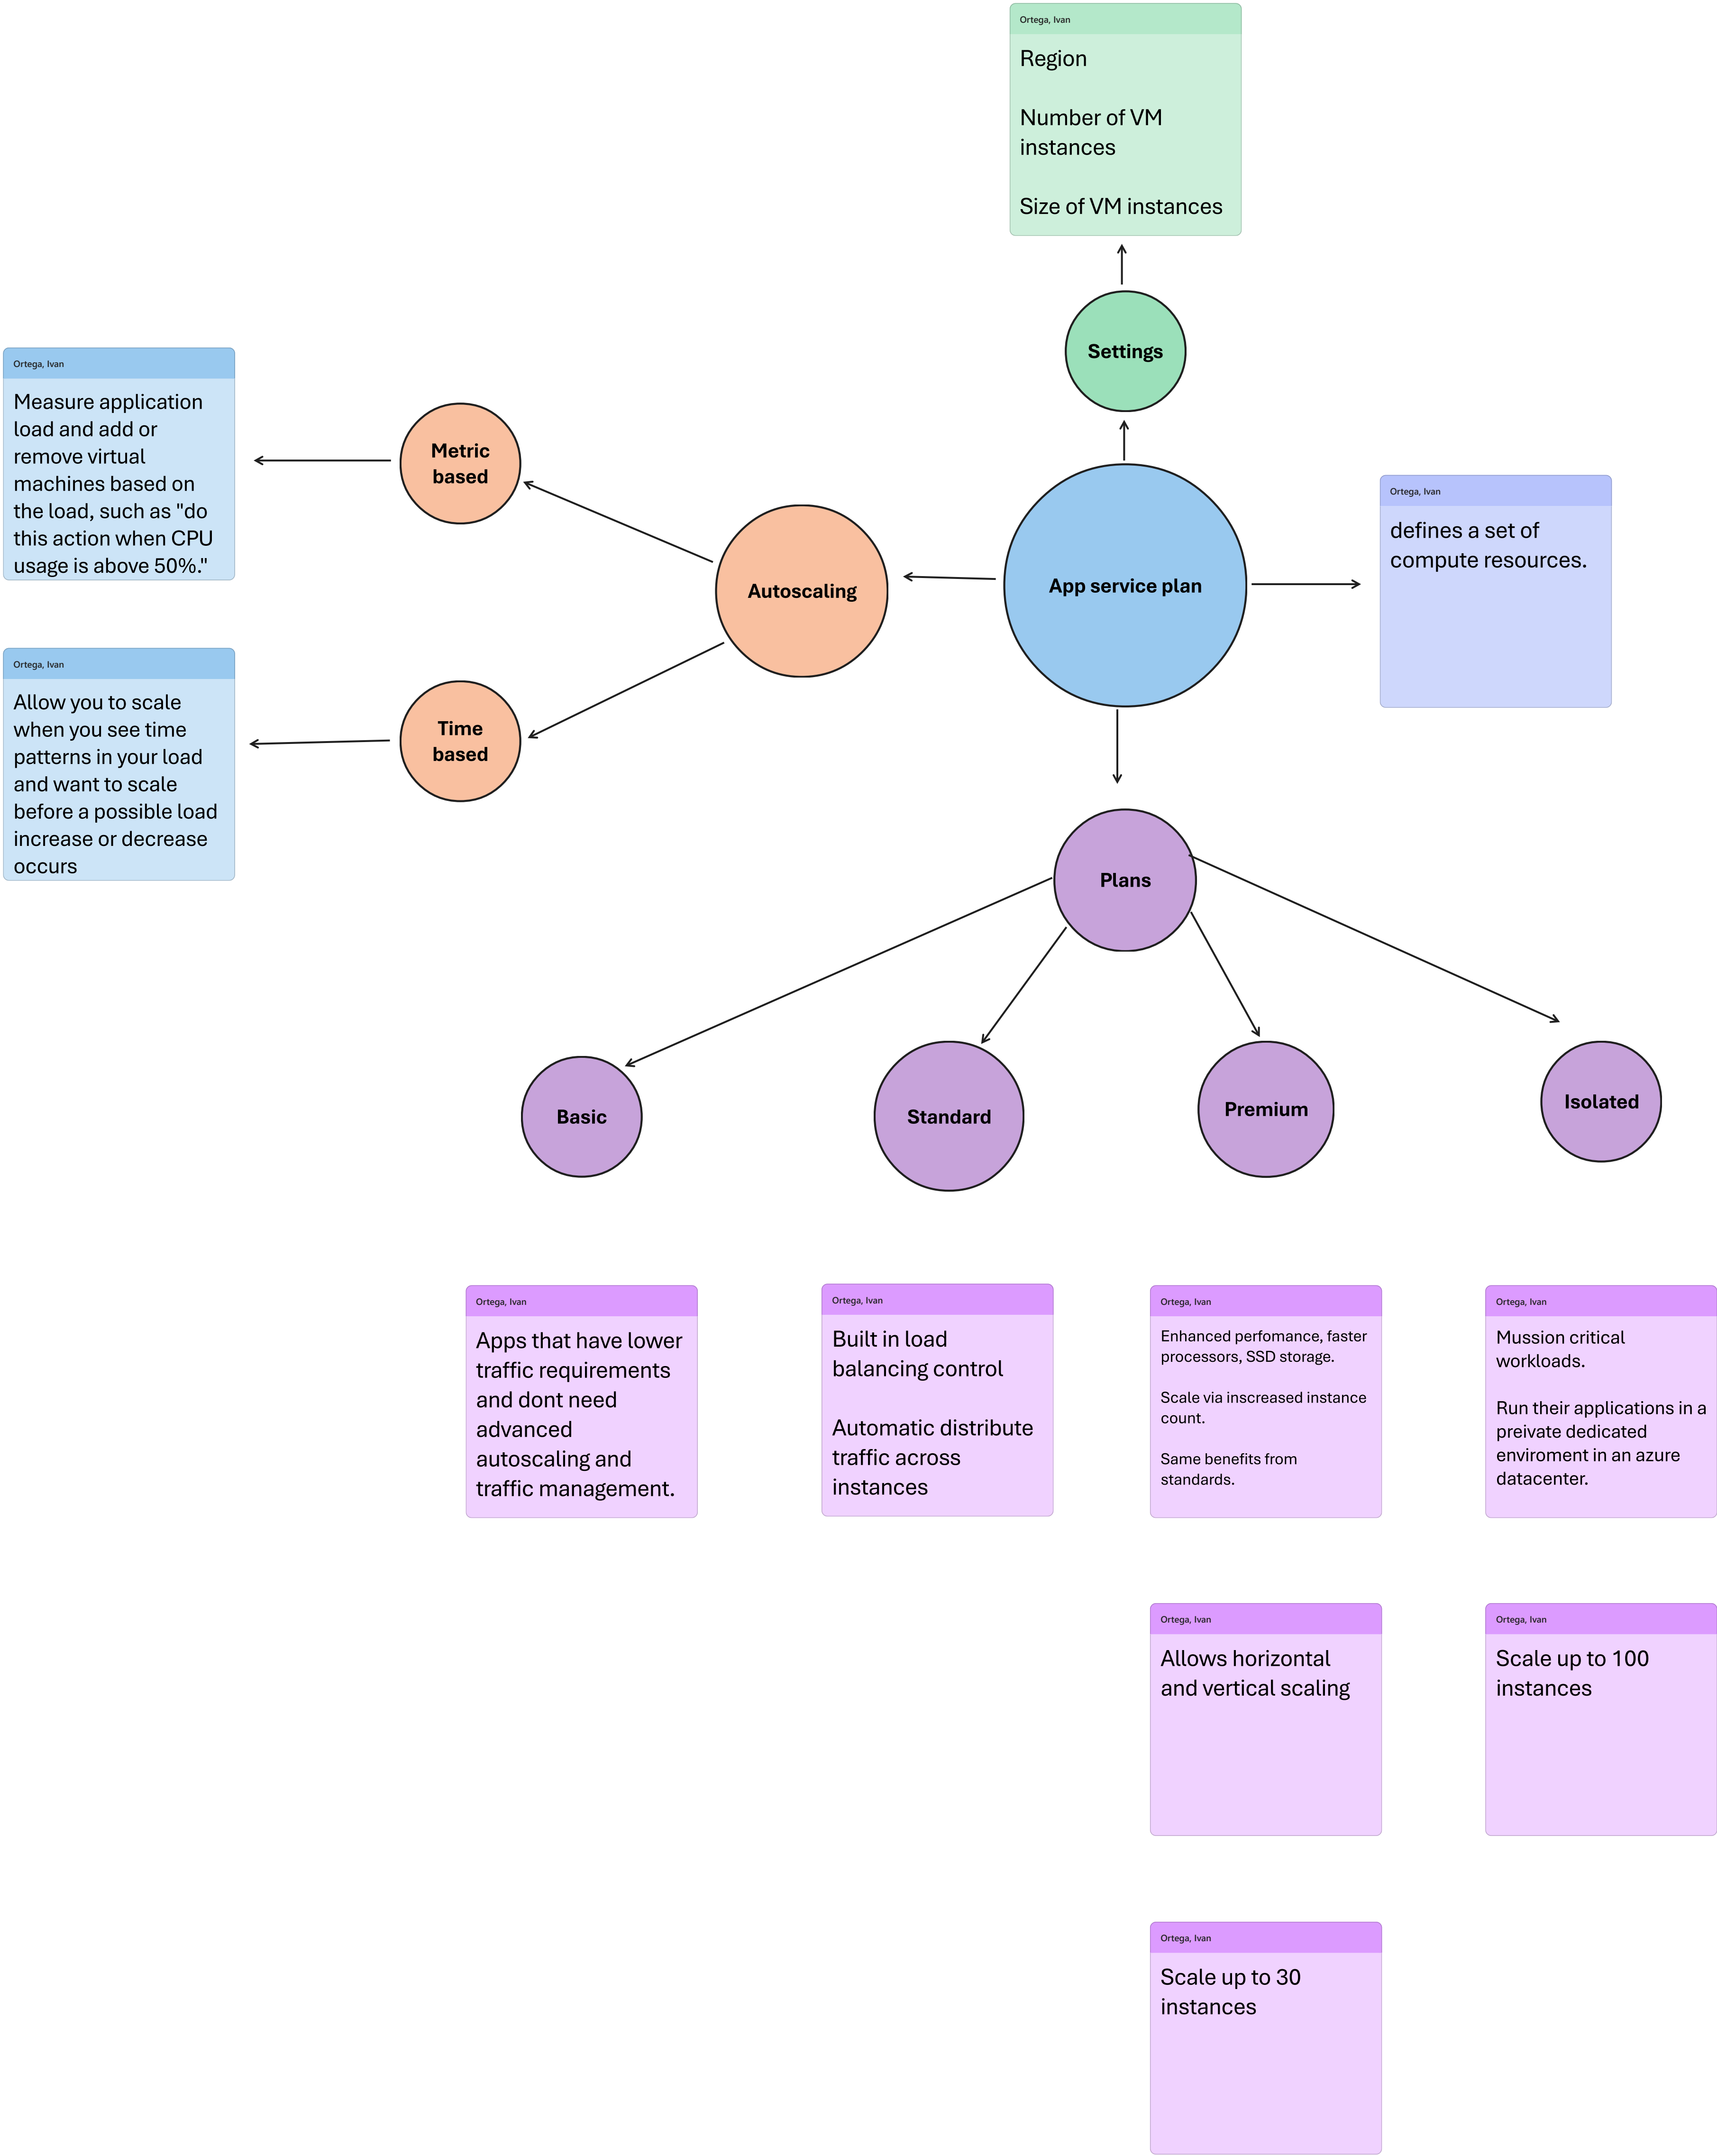 Ortega, Ivan
Region
Number of VM
instances
Size of VM instances
Settings
Ortega, Ivan
Measure application
load and add or
remove virtual
machines based on
the load, such as "do
this action when CPU
usage is above 50%."
Metric
based
Ortega, Ivan
defines a set of
compute resources.
Autoscaling
App service plan
Ortega, Ivan
Allow you to scale
when you see time
patterns in your load
and want to scale
before a possible load
increase or decrease
occurs
Time
based
Plans
Basic
Standard
Premium
Isolated
Ortega, Ivan
Apps that have lower
traffic requirements
and dont need
advanced
autoscaling and
traffic management.
Ortega, Ivan
Built in load
balancing control
Automatic distribute
traffic across
instances
Ortega, Ivan
Enhanced perfomance, faster
processors, SSD storage.
Scale via inscreased instance
count.
Same benefits from
standards.
Ortega, Ivan
Mussion critical
workloads.
Run their applications in a
preivate dedicated
enviroment in an azure
datacenter.
Ortega, Ivan
Allows horizontal
and vertical scaling
Ortega, Ivan
Scale up to 100
instances
Ortega, Ivan
Scale up to 30
instances